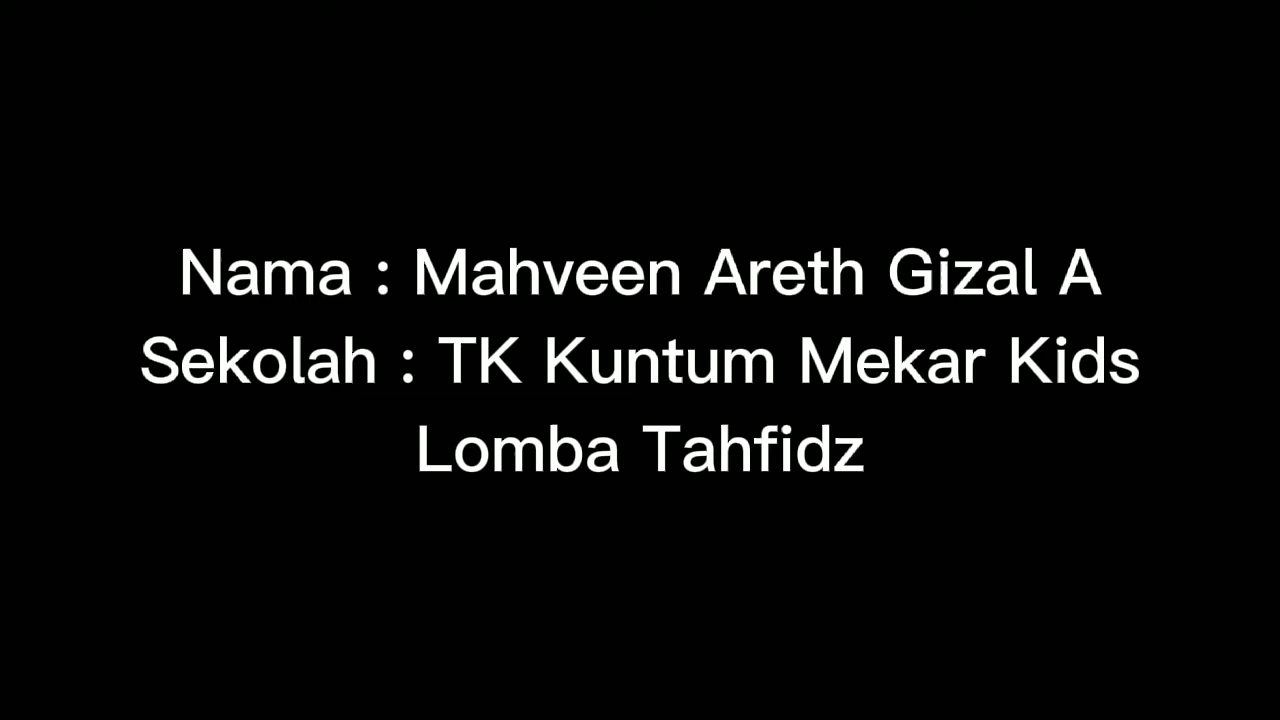 Nama : Mahveen Areth Gizal A
Sekolah : TK Kuntum Mekar Kids
Lomba Tahfidz